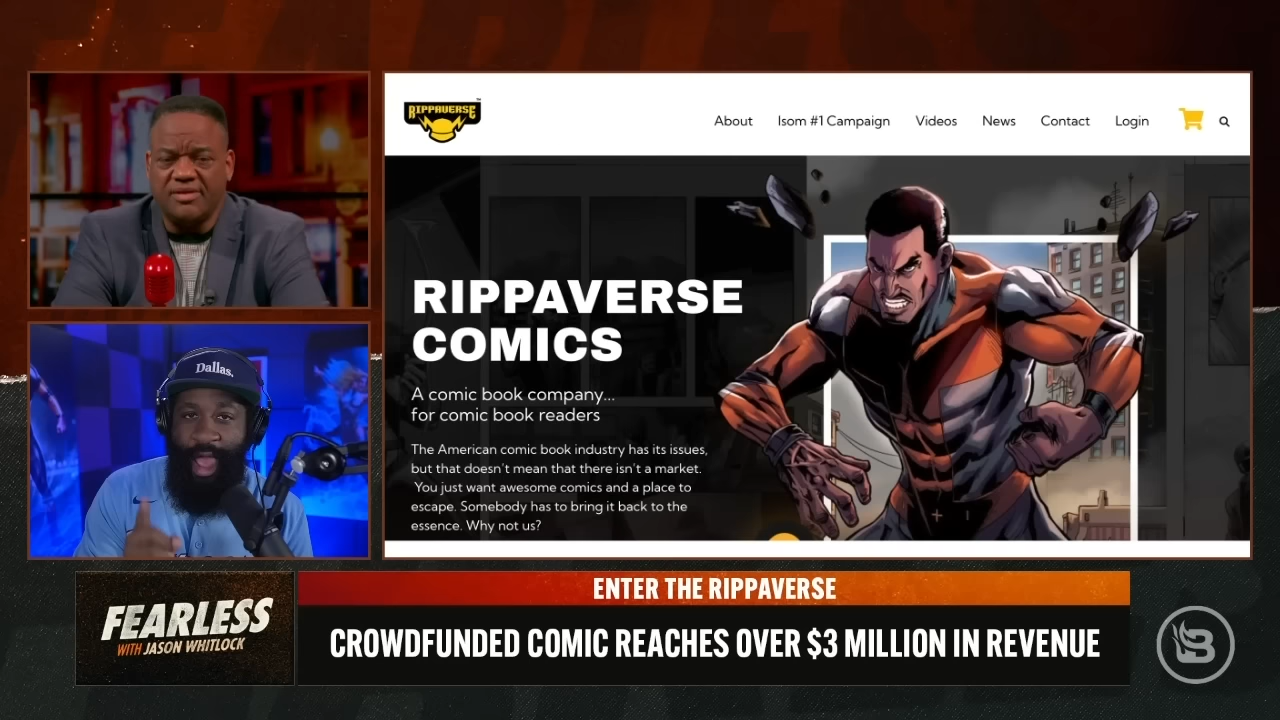 RIPPAVERSE
™
About Isom #1 Campaign Videos News Contact Login
RIPPAVERSE
COMICS
A comic book company...
for comic book readers
The American comic book industry has its issues,
but that doesn't mean that there isn't a market.
You just want awesome comics and a place to
escape. Somebody has to bring it back to the
essence. Why not us?
Dallas.
ENTER THE RIPPAVERSE
CROWDFUNDED COMIC REACHES OVER $3 MILLION IN REVENUE
FEARLESS
WITH JASON WHITLOCK
B